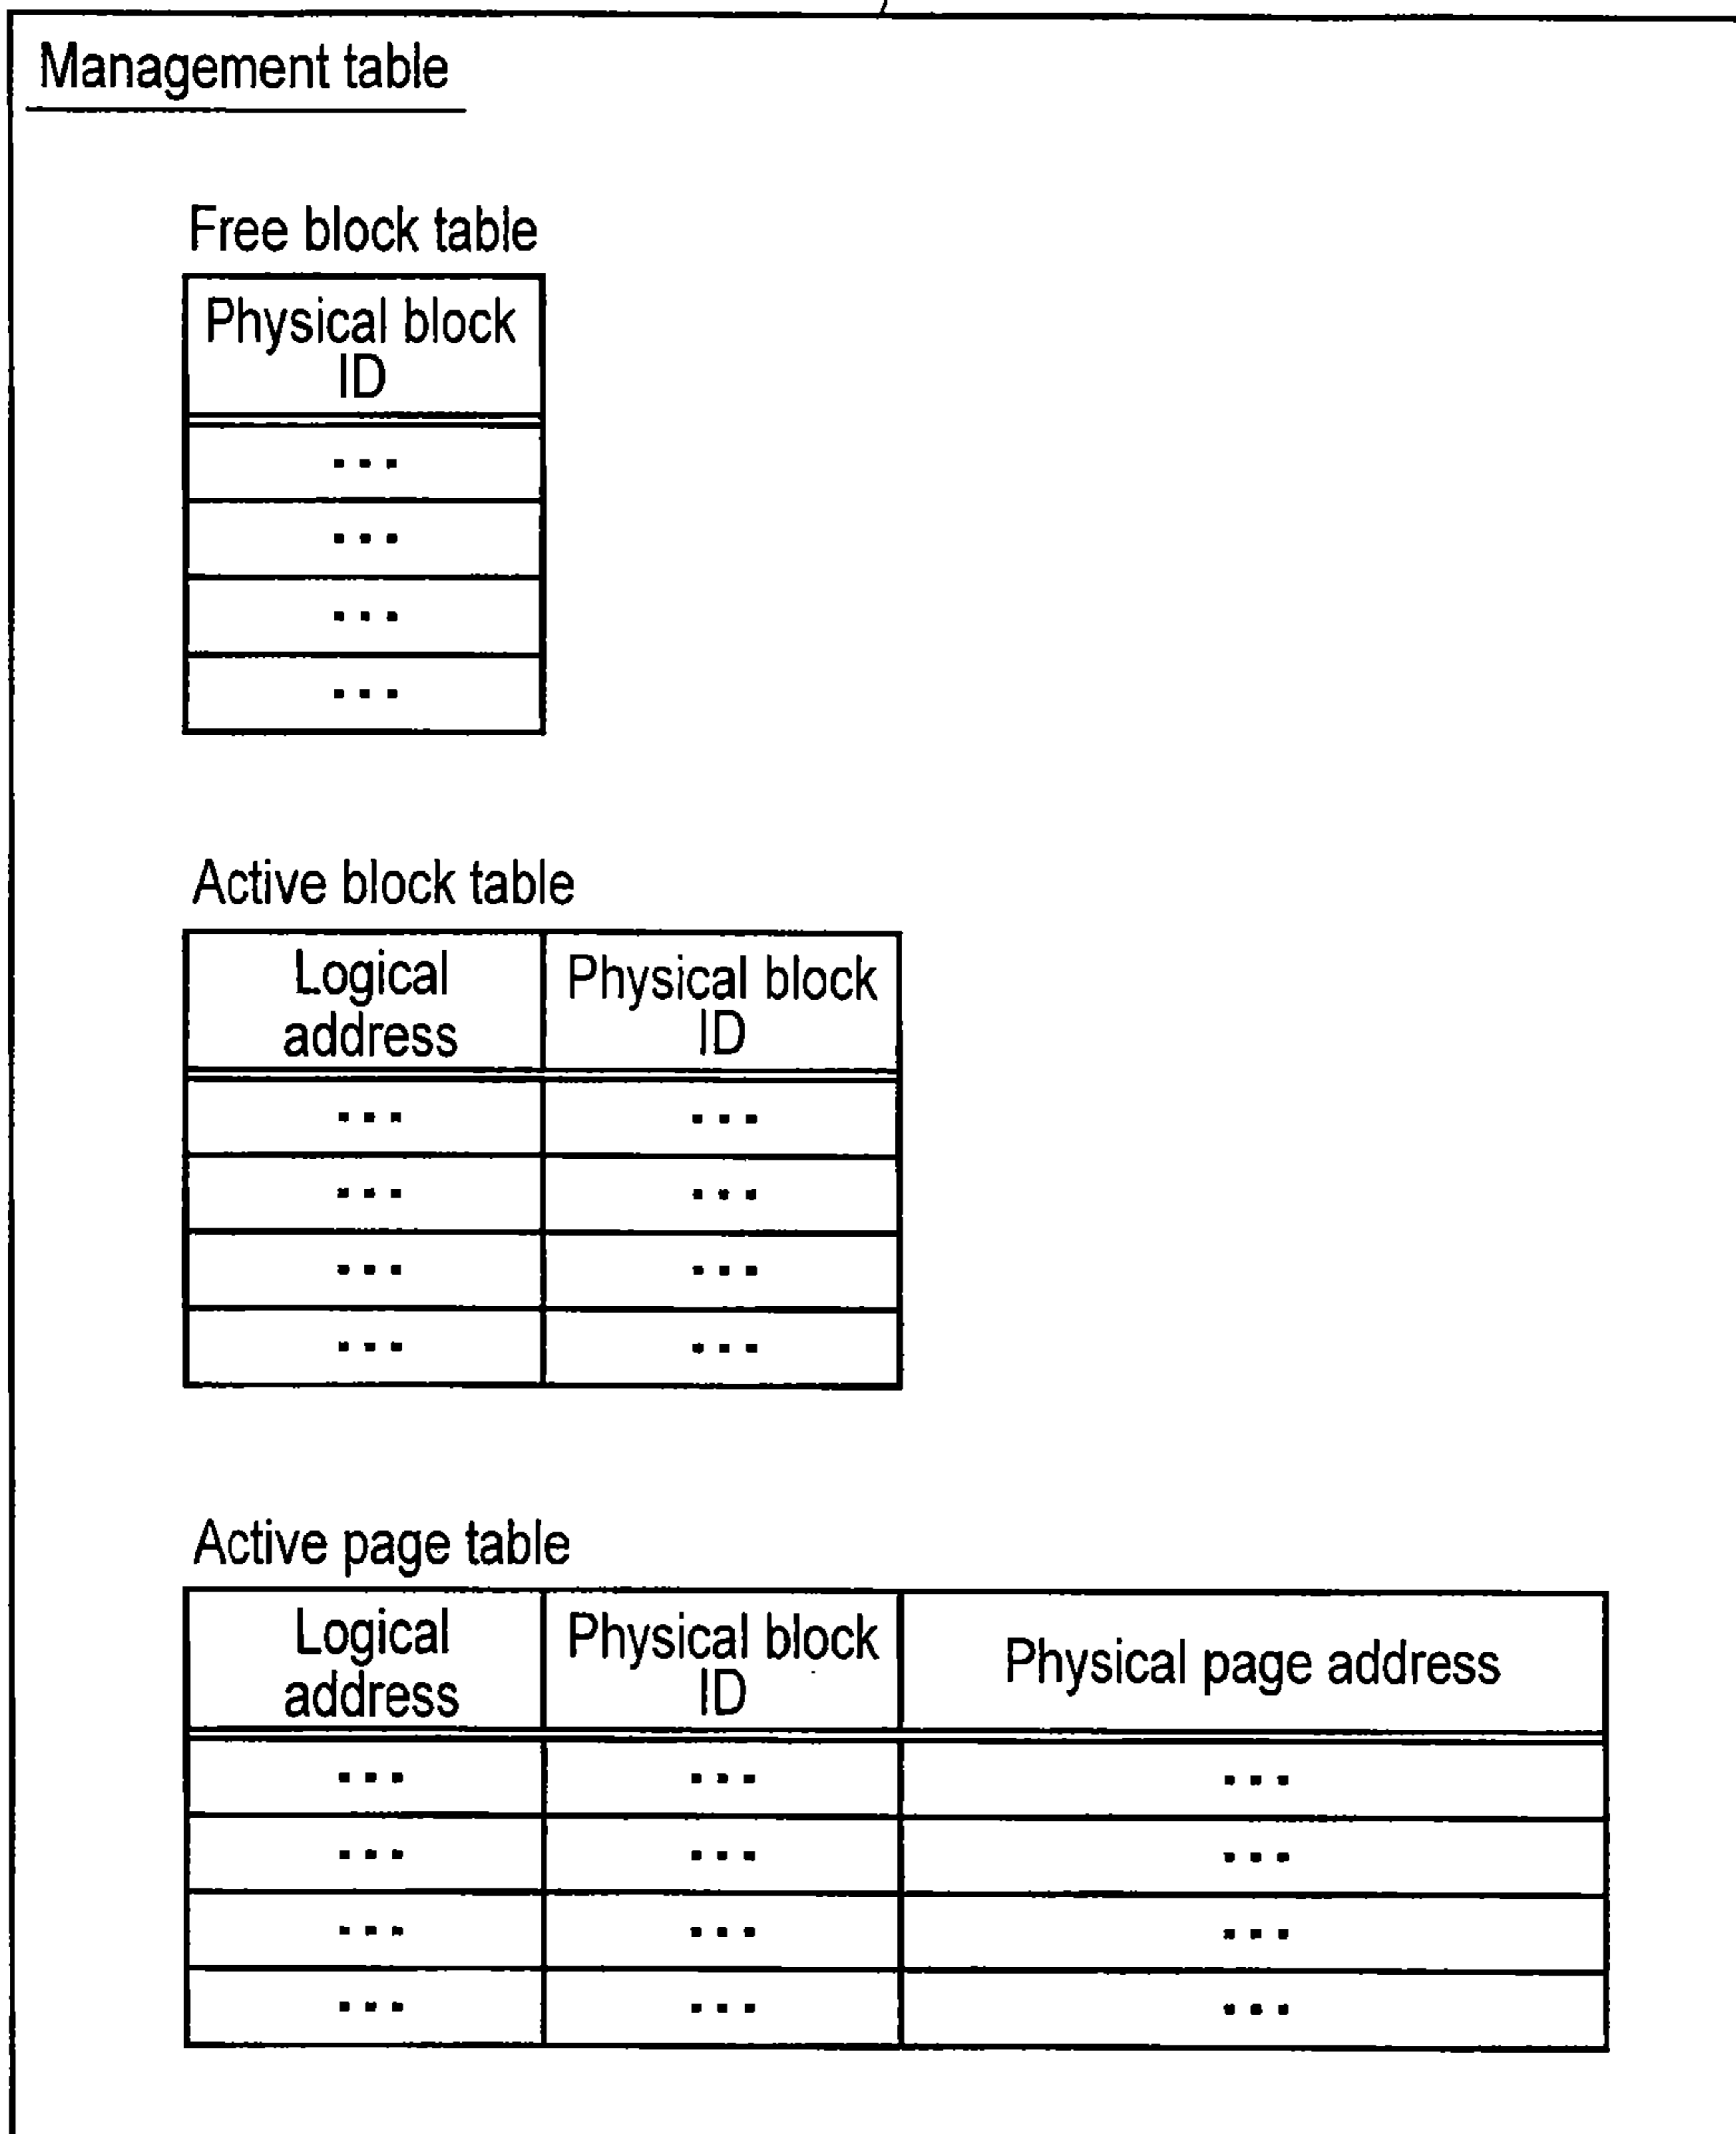 Management table
Free block table
Physical block
ID
...
...
...
...
Active block table
Logical
address
Physical block
ID
... ...
... ...
... ...
... ...
Active page table
Logical
address
Physical block
ID
Physical page address
... ... ...
... ... ...
... ... ...
... ... ...